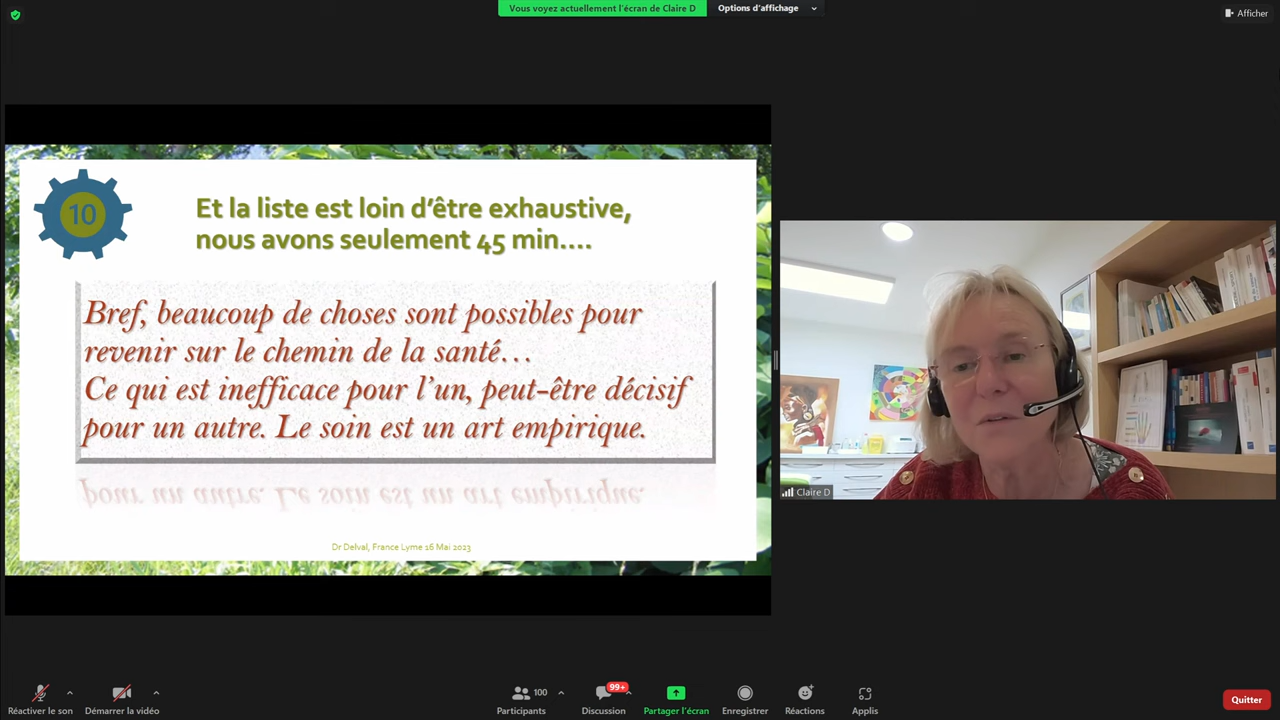 Vous voyez actuellement l'écran de Claire D
Options d'affichage
Afficher
10
Et la liste est loin d'être exhaustive,
nous avons seulement 45 min....
Bref, beaucoup de choses sont possibles pour
revenir sur le chemin de la santé…
Ce qui est inefficace pour l'un, peut-être décisif
pour un autre. Le soin est un art empirique.
Dr Delval, France Lyme 16 Mai 2023
Claire D
Réactiver le son
Démarrer la vidéo
100
Participants
99+
Discussion
Partager l'écran
Enregistrer
Réactions
Applis
Quitter